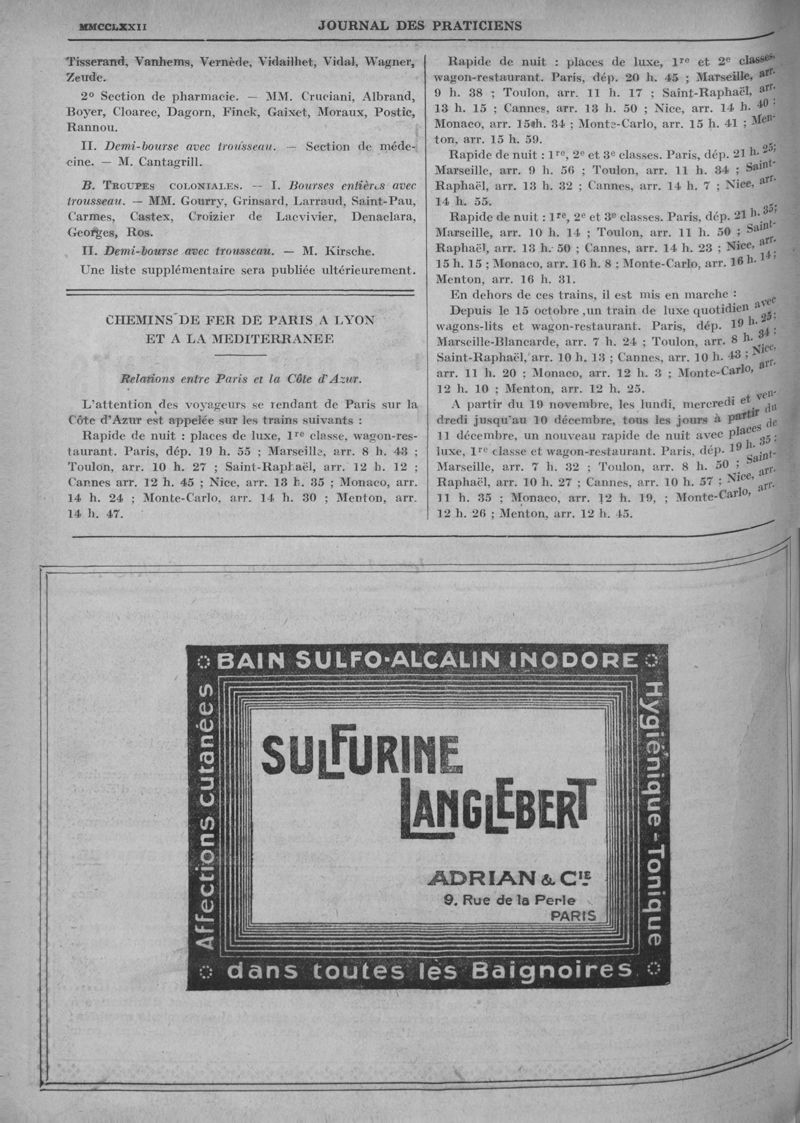 MMCCLXXII
JOURNAL DES PRATICIENS
Tisserand, Vanhems, Vernède, Vidailhet, Vidal, Wagner,
Zeude.
2º Section de pharmacie. — MM. Cruciani, Albrand,
Boyer, Cloarec, Dagorn, Finck, Gaixet, Moraux, Postic,
Rannou.
II. Demi-bourse avec trousseau. — Section de méde-
cine. — M. Cantagrill.
B. TROUPES COLONIALES. — I. Bourses entières avec
trousseau. — MM. Gourry, Grinsard, Larraud, Saint-Pau,
Carmes, Castex, Croizier de Lacvivier, Denaclara,
Georges, Ros.
II. Demi-bourse avec trousseau. — M. Kirsche.
Une liste supplémentaire sera publiée ultérieurement.
CHEMINS DE FER DE PARIS A LYON
ET A LA MEDITERRANEE
Relations entre Paris et la Côte d'Azur.
L'attention des voyageurs se rendant de Paris sur la
Côte d'Azur est appelée sur les trains suivants :
Rapide de nuit : places de luxe, 1re classe, wagon-res-
taurant. Paris, dép. 19 h. 55 ; Marseille, arr. 8 h. 43 ;
Toulon, arr. 10 h. 27 ; Saint-Raphaël, arr. 12 h. 12 ;
Cannes arr. 12 h. 45 ; Nice, arr. 13 h. 35 ; Monaco, arr.
14 h. 24 ; Monte-Carlo, arr. 14 h. 30 ; Menton, arr.
14 h. 47.
Rapide de nuit : places de luxe, 1re et 2e classes,
wagon-restaurant. Paris, dép. 20 h. 45 ; Marseille, arr.
9 h. 38 ; Toulon, arr. 11 h. 17 ; Saint-Raphaël, arr.
13 h. 15 ; Cannes, arr. 13 h. 50 ; Nice, arr. 14 h. 40 ;
Monaco, arr. 15 h. 34 ; Monte-Carlo, arr. 15 h. 41 ; Men-
ton, arr. 15 h. 59.
Rapide de nuit : 1re, 2e et 3e classes. Paris, dép. 21 h. 25;
Marseille, arr. 9 h. 56 ; Toulon, arr. 11 h. 34 ; Saint-
Raphaël, arr. 13 h. 32 ; Cannes, arr. 14 h. 7 ; Nice, arr.
14 h. 55.
Rapide de nuit : 1re, 2e et 3e classes. Paris, dép. 21 h. 35;
Marseille, arr. 10 h. 14 ; Toulon, arr. 11 h. 50 ; Saint-
Raphaël, arr. 13 h. 50 ; Cannes, arr. 14 h. 23 ; Nice, arr.
15 h. 15 ; Monaco, arr. 16 h. 8 ; Monte-Carlo, arr. 16 h. 14;
Menton, arr. 16 h. 31.
En dehors de ces trains, il est mis en marche :
Depuis le 15 octobre ,un train de luxe quotidien avec
wagons-lits et wagon-restaurant. Paris, dép. 19 h. 25;
Marseille-Blancarde, arr. 7 h. 24 ; Toulon, arr. 8 h. 34 ;
Saint-Raphaël, arr. 10 h. 13 ; Cannes, arr. 10 h. 43 ; Nice,
arr. 11 h. 20 ; Monaco, arr. 12 h. 3 ; Monte-Carlo, arr.
12 h. 10 ; Menton, arr. 12 h. 25.
A partir du 19 novembre, les lundi, mercredi et ven-
dredi jusqu'au 10 décembre, tous les jours à partir du
11 décembre, un nouveau rapide de nuit avec places de
luxe, 1re classe et wagon-restaurant. Paris, dép. 19 h. 35 ;
Marseille, arr. 7 h. 32 ; Toulon, arr. 8 h. 50 ; Saint-
Raphaël, arr. 10 h. 27 ; Cannes, arr. 10 h. 57 ; Nice, arr.
11 h. 35 ; Monaco, arr. 12 h. 19, ; Monte-Carlo, arr.
12 h. 26 ; Menton, arr. 12 h. 45.
BAIN SULFO-ALCALIN INODORE
Affections cutanées
Hygiénique-Tonique
SULFURINE
LANGLEBERT
ADRIAN & CIE
9. Rue de la Perle
PARIS
dans toutes les Baignoires